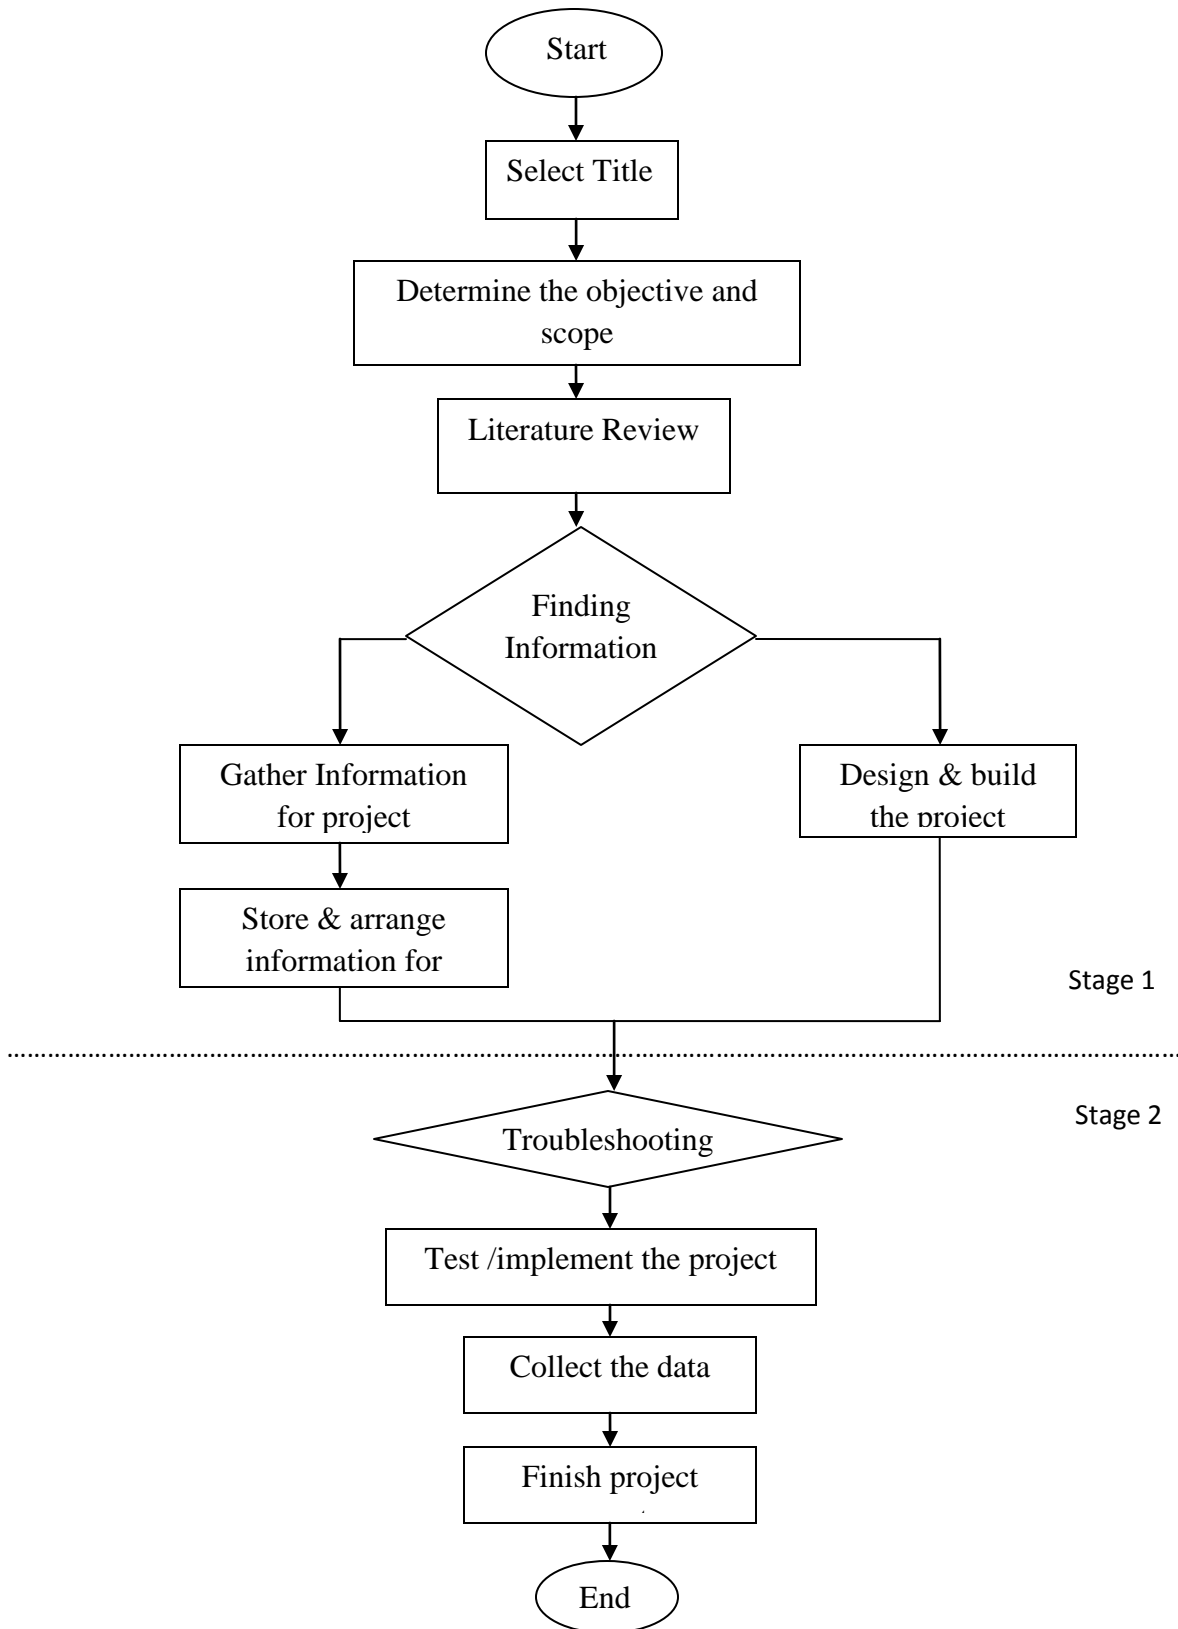 Start
Select Title
Determine the objective and
scope
Literature Review
Finding
Information
Gather Information
for project
Design & build
the project
Store & arrange
information for
Stage 1
Stage 2
Troubleshooting
Test /implement the project
Collect the data
Finish project
End